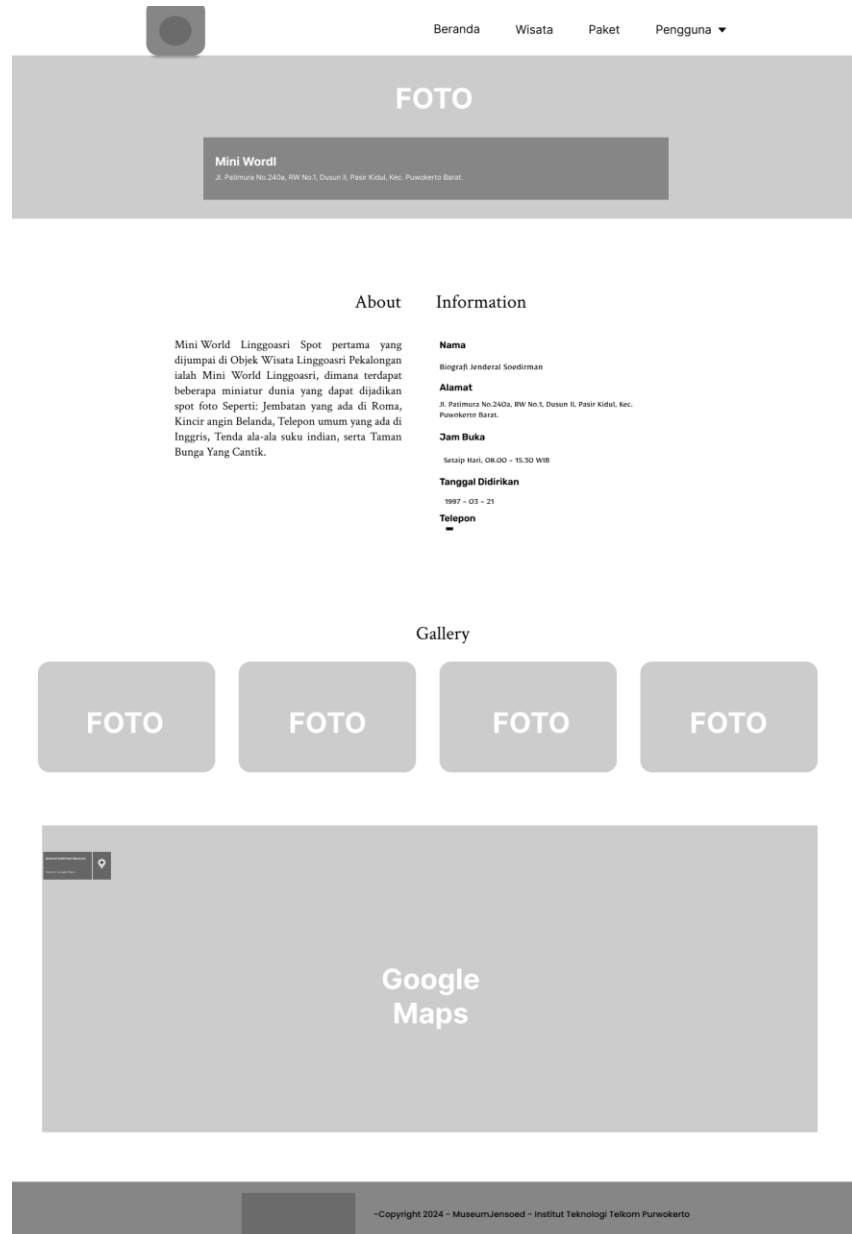 Beranda Wisata Paket Pengguna
FOTO
Mini Wordl
Jl. Patimura No.240a, RW No.1, Dusun II, Pasir Kidul, Kec. Puwokerto Barat.
About
Mini World Linggoasri Spot pertama yang
dijumpai di Objek Wisata Linggoasri Pekalongan
ialah Mini World Linggoasri, dimana terdapat
beberapa miniatur dunia yang dapat dijadikan
spot foto Seperti: Jembatan yang ada di Roma,
Kincir angin Belanda, Telepon umum yang ada di
Inggris, Tenda ala-ala suku indian, serta Taman
Bunga Yang Cantik.
Information
Nama
Biografi Jenderal Soedirman
Alamat
Jl. Patimura No.240a, RW No.1, Dusun II, Pasir Kidul, Kec.
Puwokerto Barat.
Jam Buka
Setaip Hari, 08.00 - 15.30 WIB
Tanggal Didirikan
1997 - 03 - 21
Telepon
-
Gallery
FOTO FOTO FOTO FOTO
Google
Maps
-Copyright 2024 - MuseumJensoed - Institut Teknologi Telkom Purwokerto